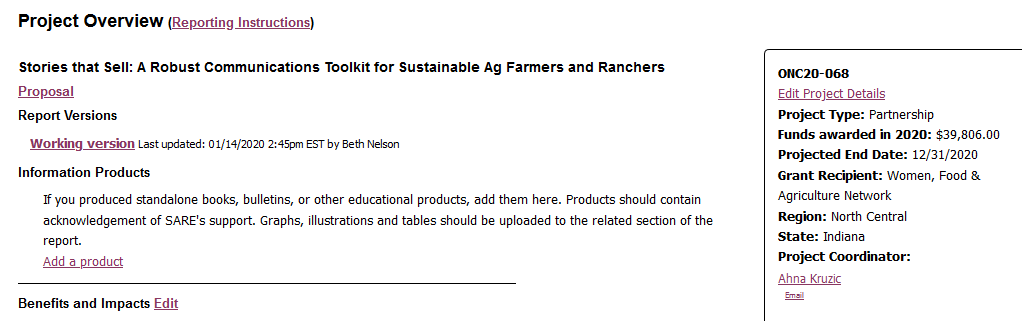 Project Overview (Reporting Instructions)
Stories that Sell: A Robust Communications Toolkit for Sustainable Ag Farmers and Ranchers
Proposal
Report Versions
Working version Last updated: 01/14/2020 2:45pm EST by Beth Nelson
Information Products
If you produced standalone books, bulletins, or other educational products, add them here. Products should contain
acknowledgement of SARE's support. Graphs, illustrations and tables should be uploaded to the related section of the
report.
Add a product
Benefits and Impacts Edit
ONC20-068
Edit Project Details
Project Type: Partnership
Funds awarded in 2020: $39,806.00
Projected End Date: 12/31/2020
Grant Recipient: Women, Food &
Agriculture Network
Region: North Central
State: Indiana
Project Coordinator:
Ahna Kruzic
Email